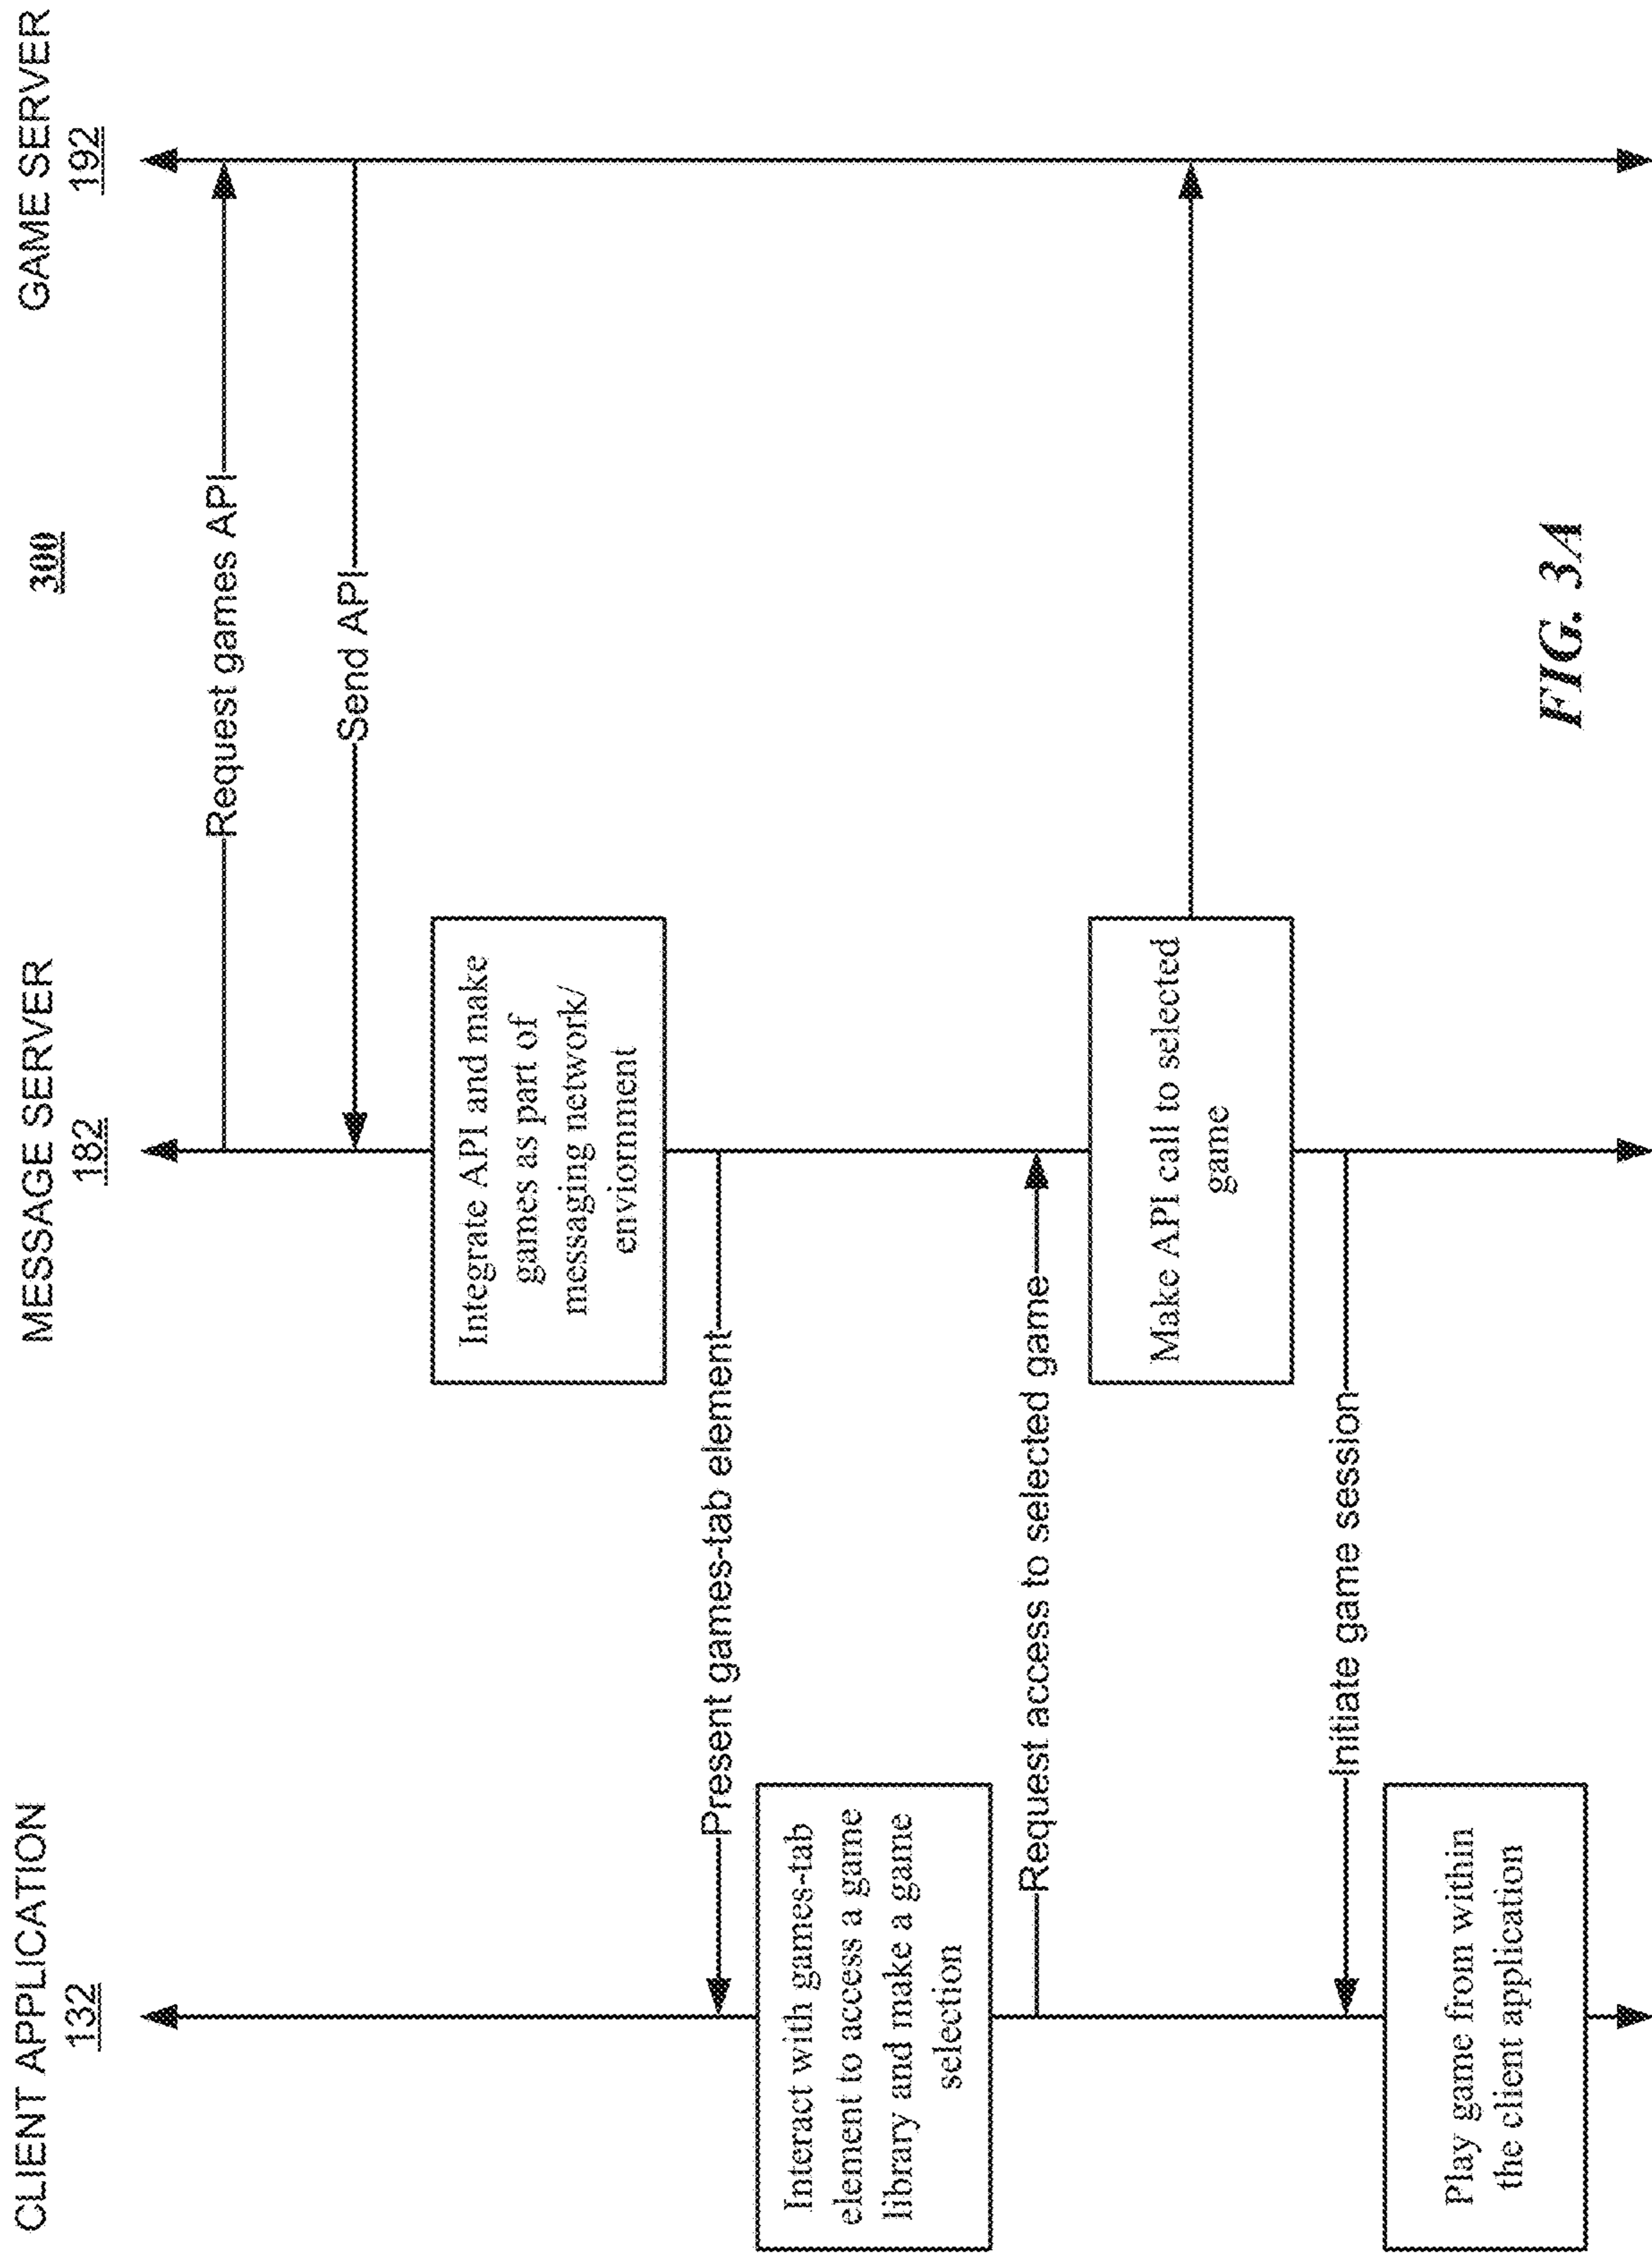 CLIENT APPLICATION
132
MESSAGE SERVER
182
300
GAME SERVER
192
Request games API
Send API
Integrate API and make
games as part of
messaging network/
envionment
Present games-tab element
Interact with games-tab
element to access a game
library and make a game
selection
Request access to selected game
Make API call to selected
game
Initiate game session
Play game from within
the client application
FIG. 3A